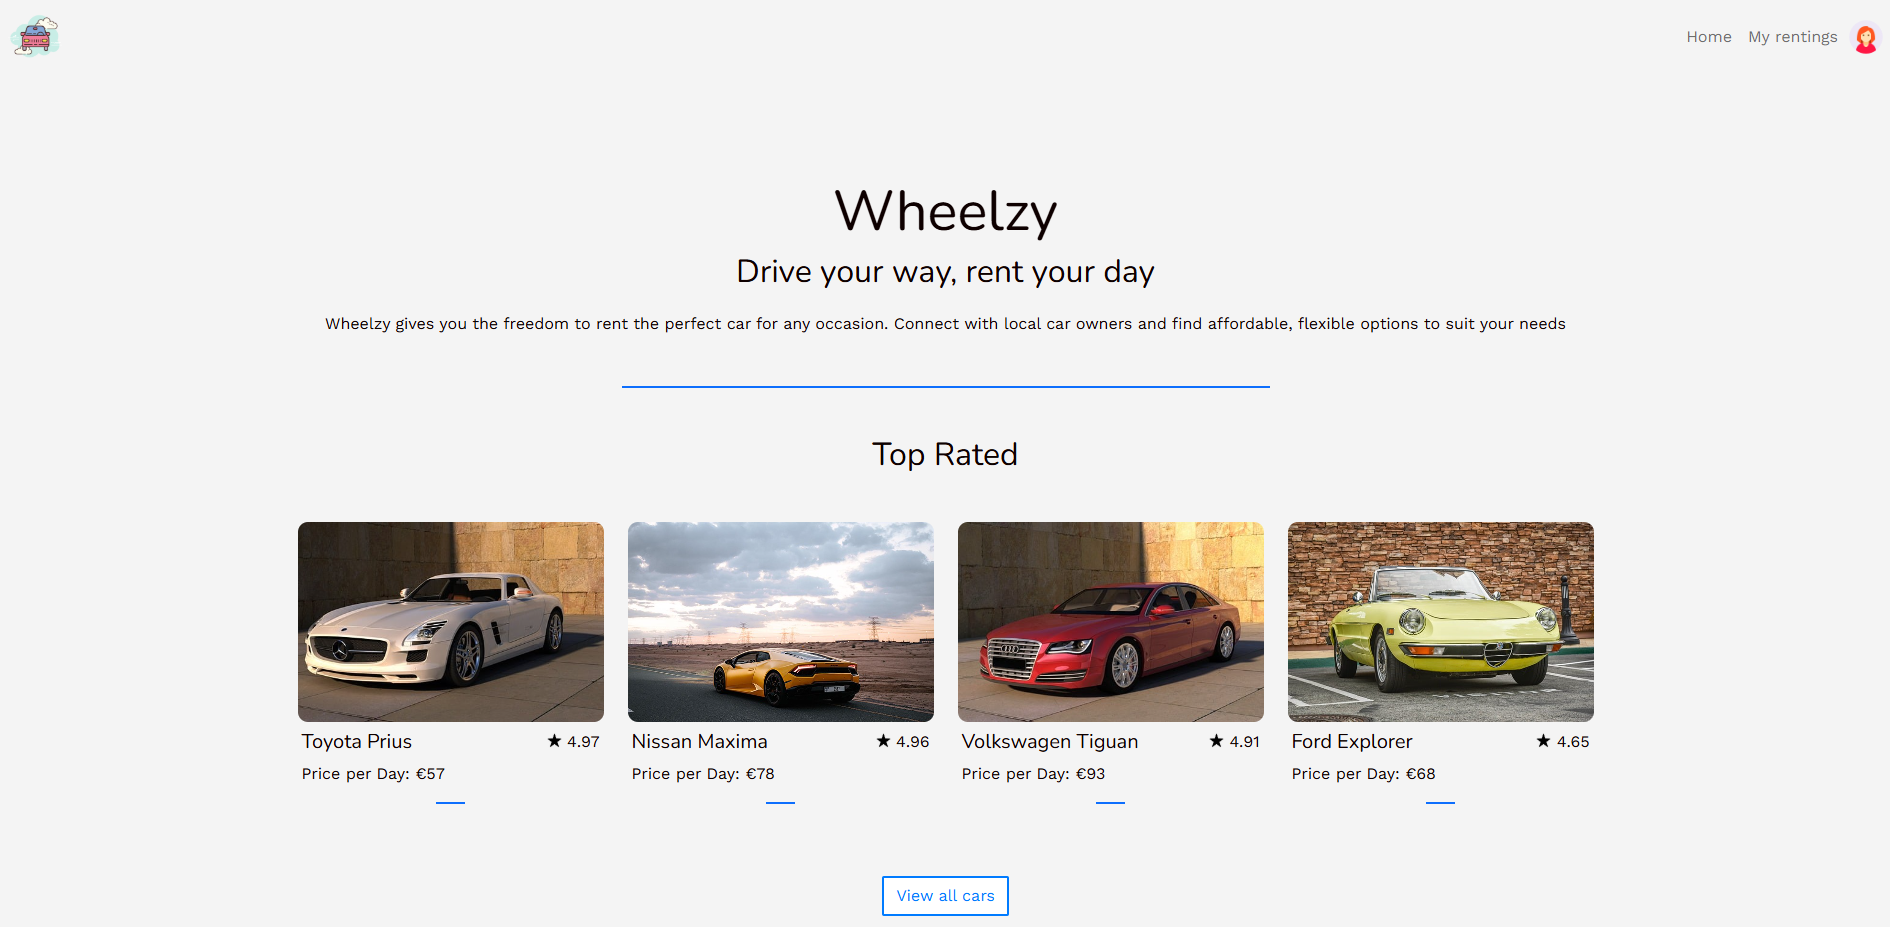 Home My rentings
Wheelzy
Drive your way, rent your day
Wheelzy gives you the freedom to rent the perfect car for any occasion. Connect with local car owners and find affordable, flexible options to suit your needs
Top Rated
Toyota Prius ★ 4.97
Price per Day: €57
Nissan Maxima ★ 4.96
Price per Day: €78
Volkswagen Tiguan ★ 4.91
Price per Day: €93
Ford Explorer ★ 4.65
Price per Day: €68
View all cars